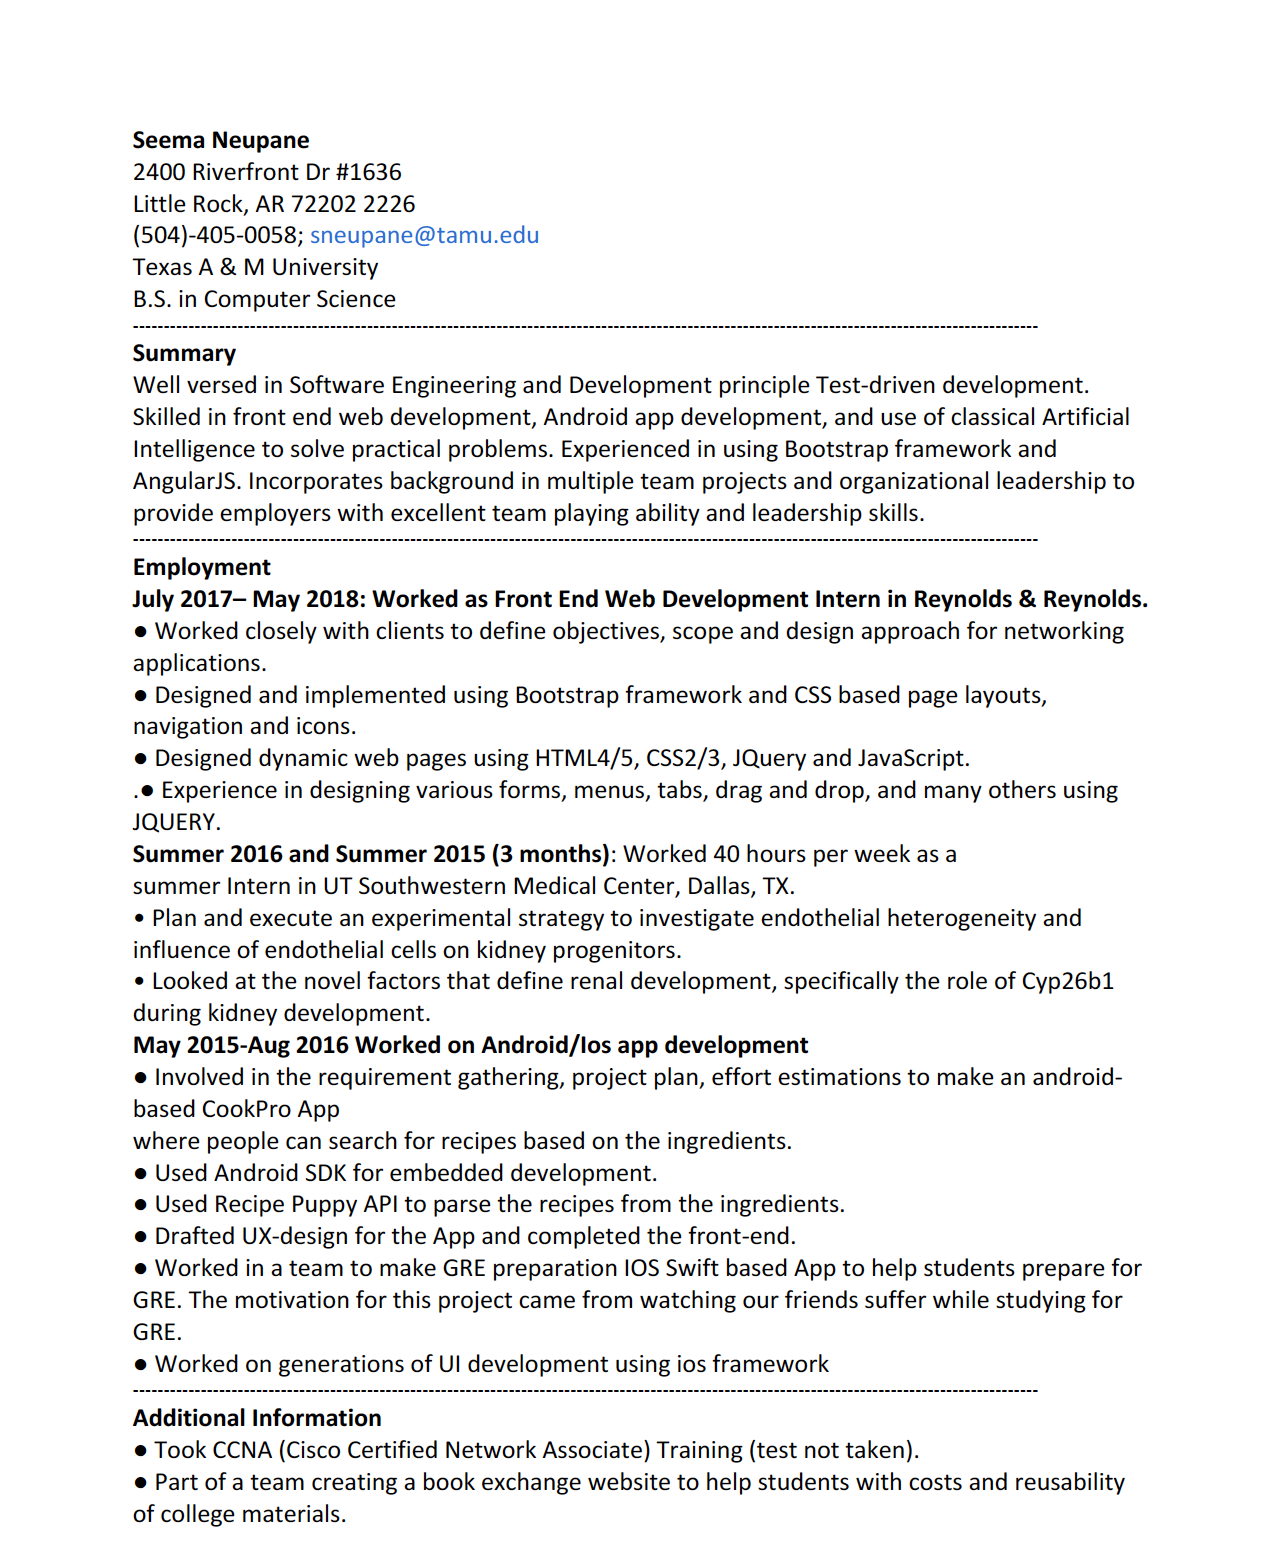 Seema Neupane
2400 Riverfront Dr #1636
Little Rock, AR 72202 2226
(504)-405-0058; sneupane@tamu.edu
Texas A & M University
B.S. in Computer Science
---------------------------------------------------------------------------------------------------------------------------------------------------
Summary
Well versed in Software Engineering and Development principle Test-driven development.
Skilled in front end web development, Android app development, and use of classical Artificial
Intelligence to solve practical problems. Experienced in using Bootstrap framework and
AngularJS. Incorporates background in multiple team projects and organizational leadership to
provide employers with excellent team playing ability and leadership skills.
---------------------------------------------------------------------------------------------------------------------------------------------------
Employment
July 2017– May 2018: Worked as Front End Web Development Intern in Reynolds & Reynolds.
● Worked closely with clients to define objectives, scope and design approach for networking
applications.
● Designed and implemented using Bootstrap framework and CSS based page layouts,
navigation and icons.
● Designed dynamic web pages using HTML4/5, CSS2/3, JQuery and JavaScript.
.● Experience in designing various forms, menus, tabs, drag and drop, and many others using
JQUERY.
Summer 2016 and Summer 2015 (3 months): Worked 40 hours per week as a
summer Intern in UT Southwestern Medical Center, Dallas, TX.
• Plan and execute an experimental strategy to investigate endothelial heterogeneity and
influence of endothelial cells on kidney progenitors.
• Looked at the novel factors that define renal development, specifically the role of Cyp26b1
during kidney development.
May 2015-Aug 2016 Worked on Android/Ios app development
● Involved in the requirement gathering, project plan, effort estimations to make an android-
based CookPro App
where people can search for recipes based on the ingredients.
● Used Android SDK for embedded development.
● Used Recipe Puppy API to parse the recipes from the ingredients.
● Drafted UX-design for the App and completed the front-end.
● Worked in a team to make GRE preparation IOS Swift based App to help students prepare for
GRE. The motivation for this project came from watching our friends suffer while studying for
GRE.
● Worked on generations of UI development using ios framework
---------------------------------------------------------------------------------------------------------------------------------------------------
Additional Information
● Took CCNA (Cisco Certified Network Associate) Training (test not taken).
● Part of a team creating a book exchange website to help students with costs and reusability
of college materials.